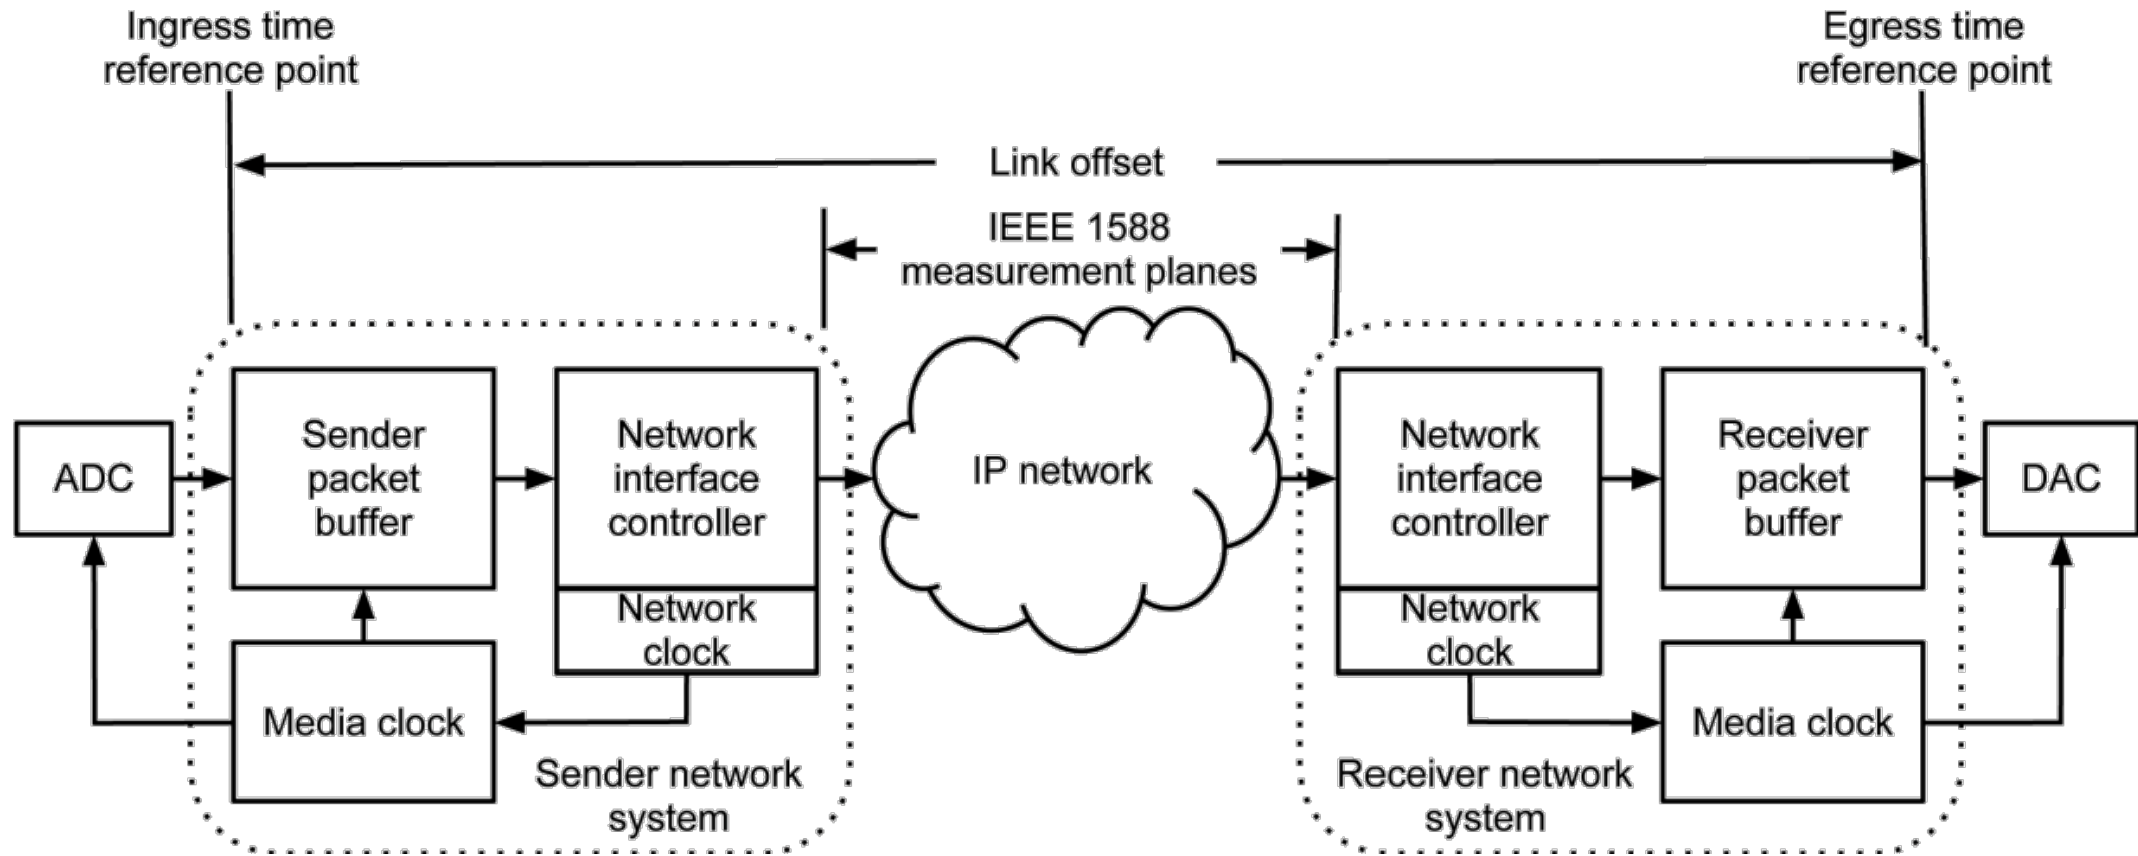 Ingress time
reference point
Egress time
reference point
Link offset
IEEE 1588
measurement planes
ADC
Sender
packet
buffer
Network
interface
controller
Network
clock
Media clock
Sender network
system
IP network
Network
interface
controller
Network
clock
Receiver
packet
buffer
Media clock
Receiver network
system
DAC